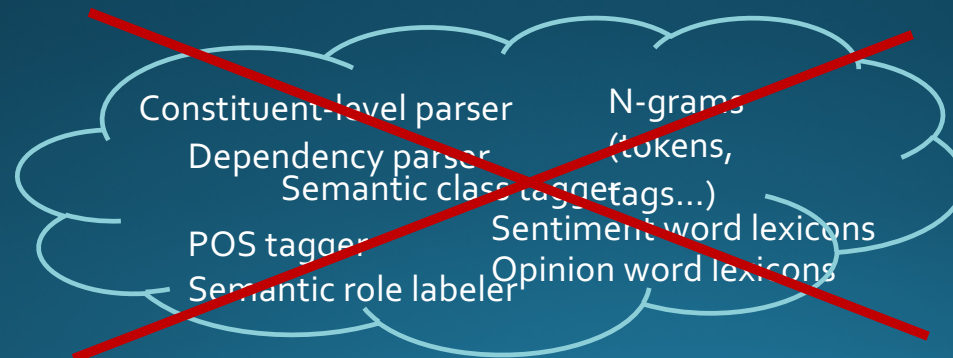 Constituent-level parser
N-grams
(tokens,
tags...)
Dependency parser
Semantic class tagger
POS tagger
Sentiment word lexicons
Opinion word lexicons
Semantic role labeler